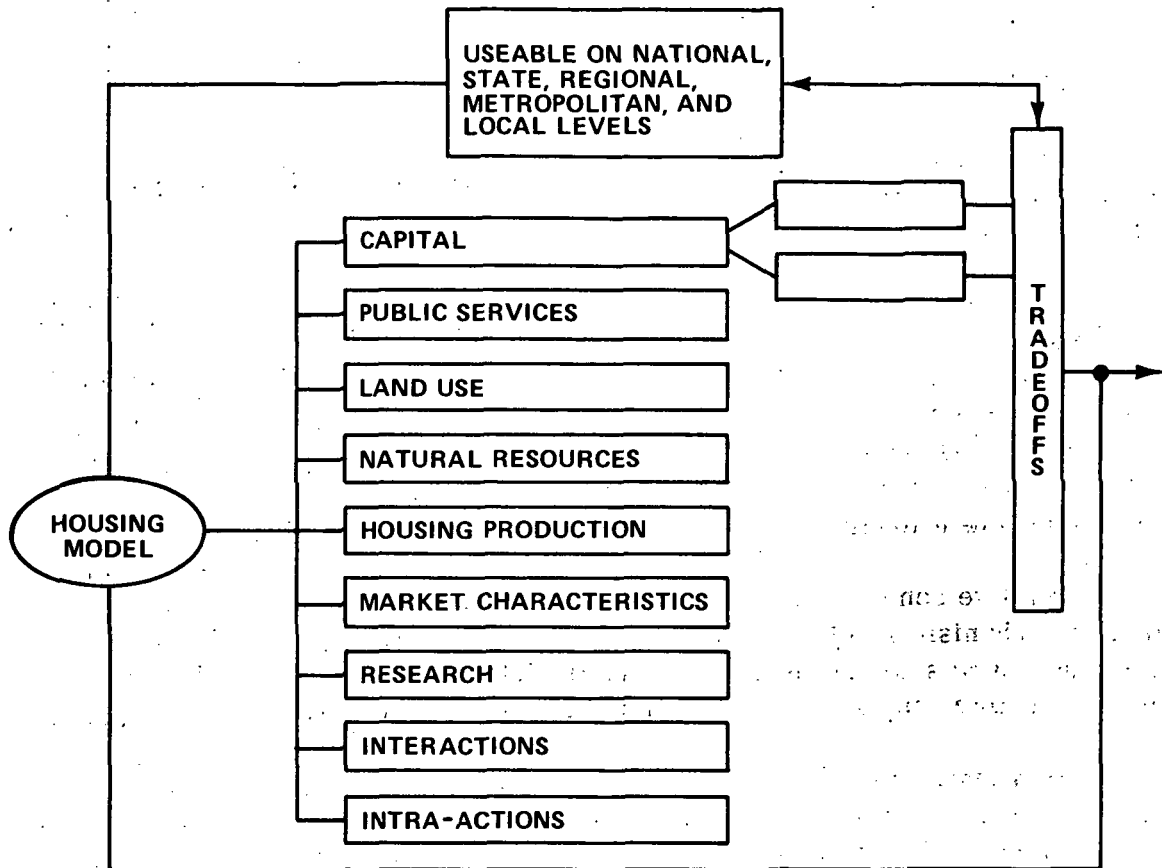 USEABLE ON NATIONAL,
STATE, REGIONAL,
METROPOLITAN, AND
LOCAL LEVELS
CAPITAL
PUBLIC SERVICES
LAND USE
NATURAL RESOURCES
HOUSING PRODUCTION
MARKET CHARACTERISTICS
RESEARCH
INTERACTIONS
INTRA-ACTIONS
HOUSING
MODEL
TRADEOFFS